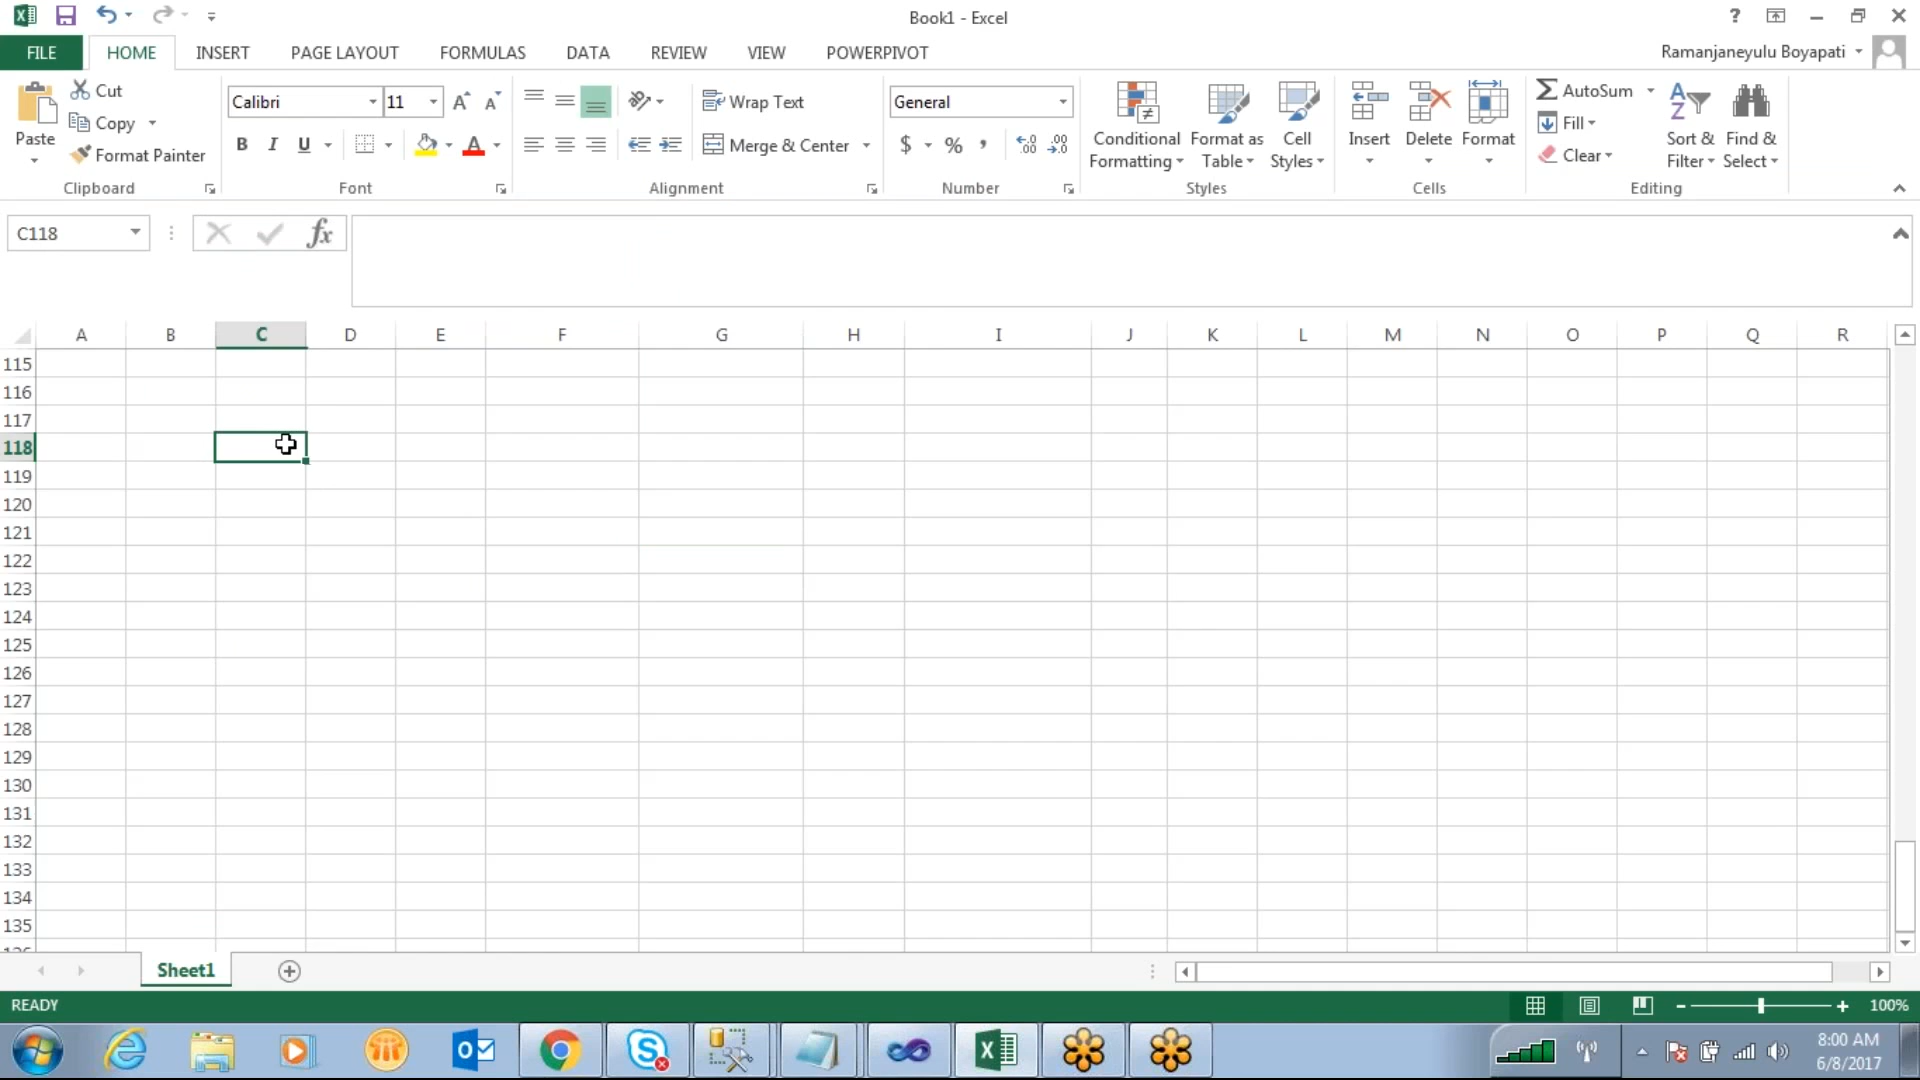 Book1 - Excel
?
FILE HOME INSERT PAGE LAYOUT FORMULAS DATA REVIEW VIEW POWERPIVOT
Ramanjaneyulu Boyapati
Paste
Cut
Copy
Format Painter
Clipboard
Calibri 11
B I U A
Font
Wrap Text
Merge & Center
Alignment
General
$ % ,
Number
Conditional Formatting
Format as Table
Cell Styles
Styles
Insert Delete Format
Cells
AutoSum
Fill
Clear
Sort & Filter
Find & Select
Editing
C118
fx
A B C D E F G H I J K L M N O P Q R
115
116
117
118
119
120
121
122
123
124
125
126
127
128
129
130
131
132
133
134
135
Sheet1
READY
100%
8:00 AM
6/8/2017